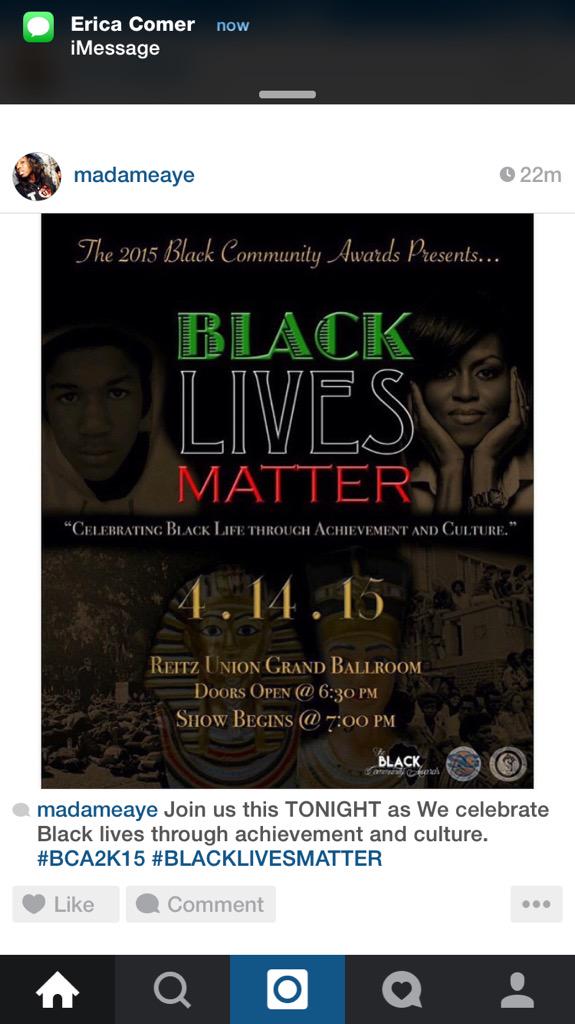 Erica Comer now
iMessage
madameaye 22m
The 2015 Black Community Awards Presents...
BLACK
LIVES
MATTER
"Celebrating Black Life through Achievement and Culture."
4.14.15
Reitz Union Grand Ballroom
Doors Open @ 6:30 pm
Show Begins @ 7:00 pm
The
BLACK
Community Awards
madameaye Join us this TONIGHT as We celebrate
Black lives through achievement and culture.
#BCA2K15 #BLACKLIVESMATTER
Like Comment